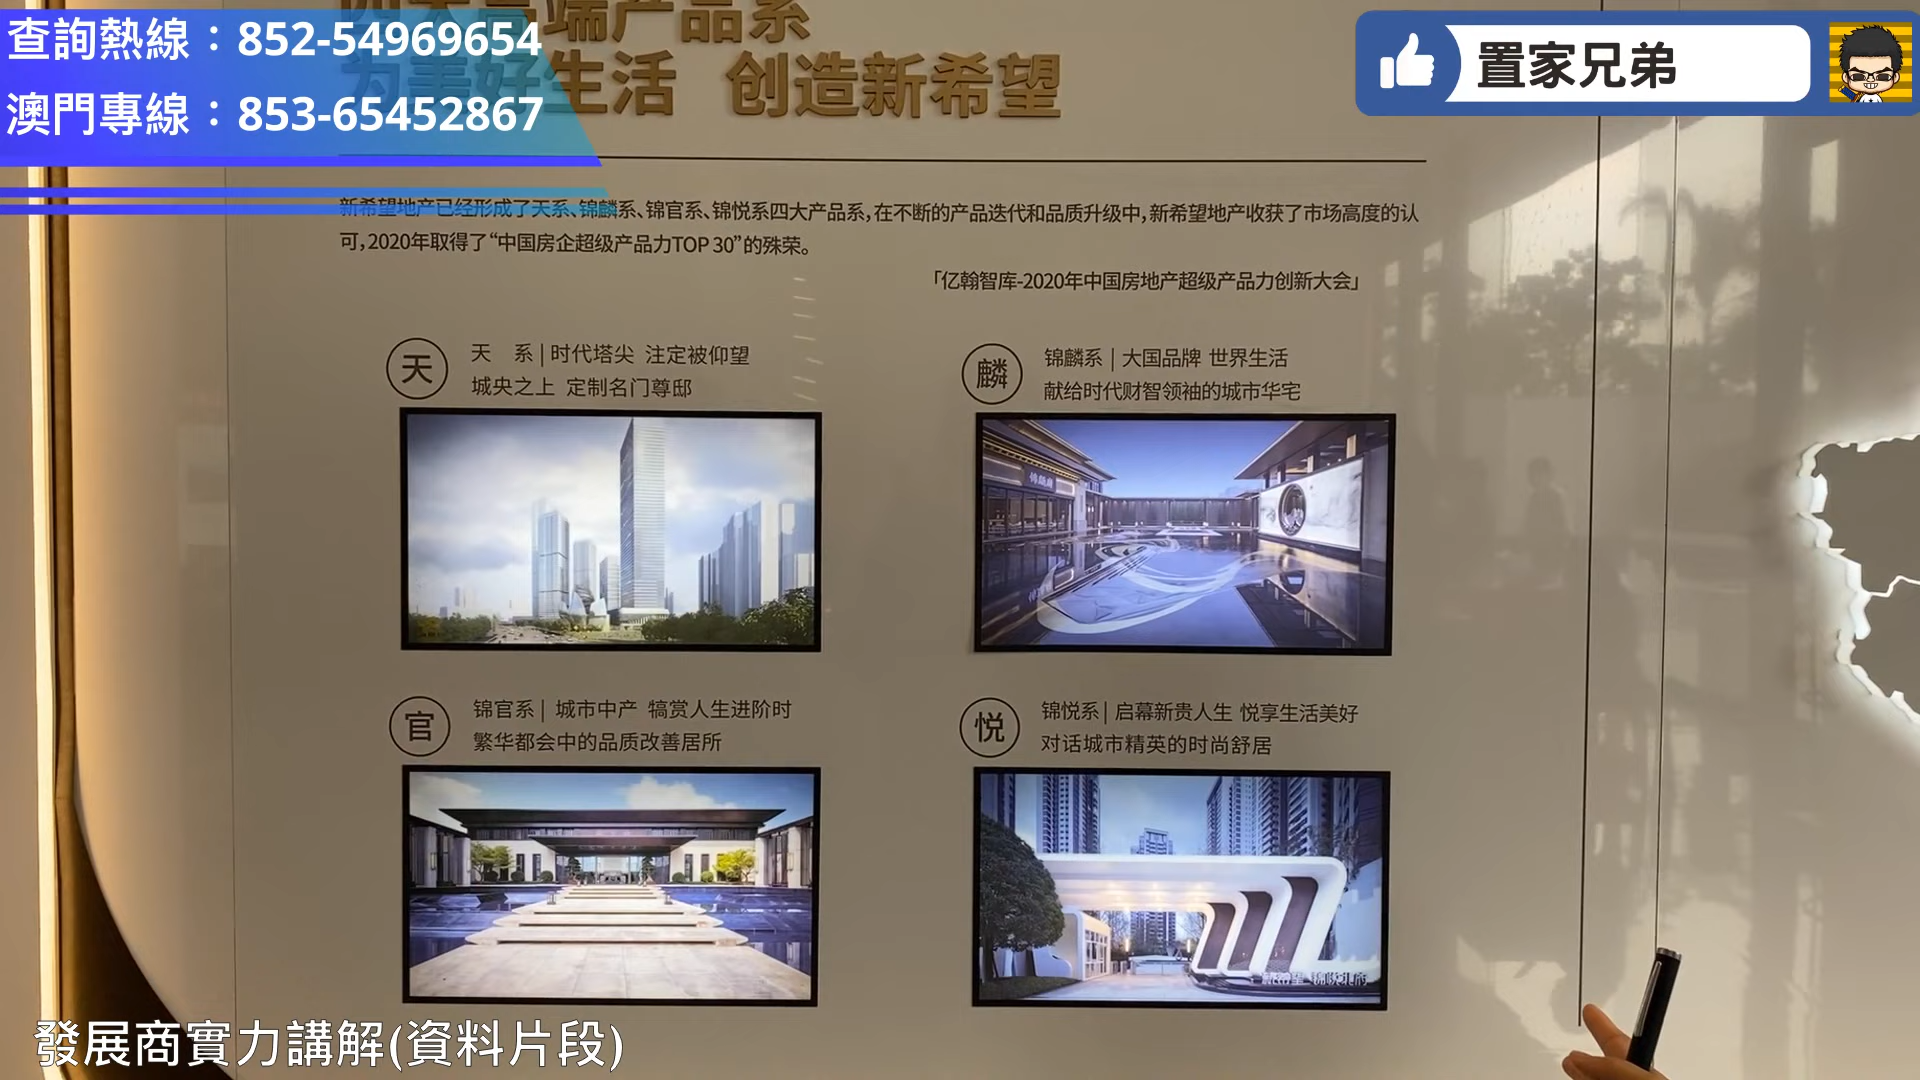 查詢熱線：852-54969654
澳門專線：853-65452867
置家兄弟
四大高端产品系
为美好生活 创造新希望
新希望地产已经形成了天系、锦麟系、锦官系、锦悦系四大产品系,在不断的产品迭代和品质升级中,新希望地产收获了市场高度的认
可,2020年取得了“中国房企超级产品力TOP 30”的殊荣。
「亿翰智库-2020年中国房地产超级产品力创新大会」
天
天 系 | 时代塔尖 注定被仰望
城央之上 定制名门尊邸
麟
锦麟系 | 大国品牌 世界生活
献给时代财智领袖的城市华宅
官
锦官系 | 城市中产 犒赏人生进阶时
繁华都会中的品质改善居所
悦
锦悦系 | 启幕新贵人生 悦享生活美好
对话城市精英的时尚舒居
發展商實力講解(資料片段)